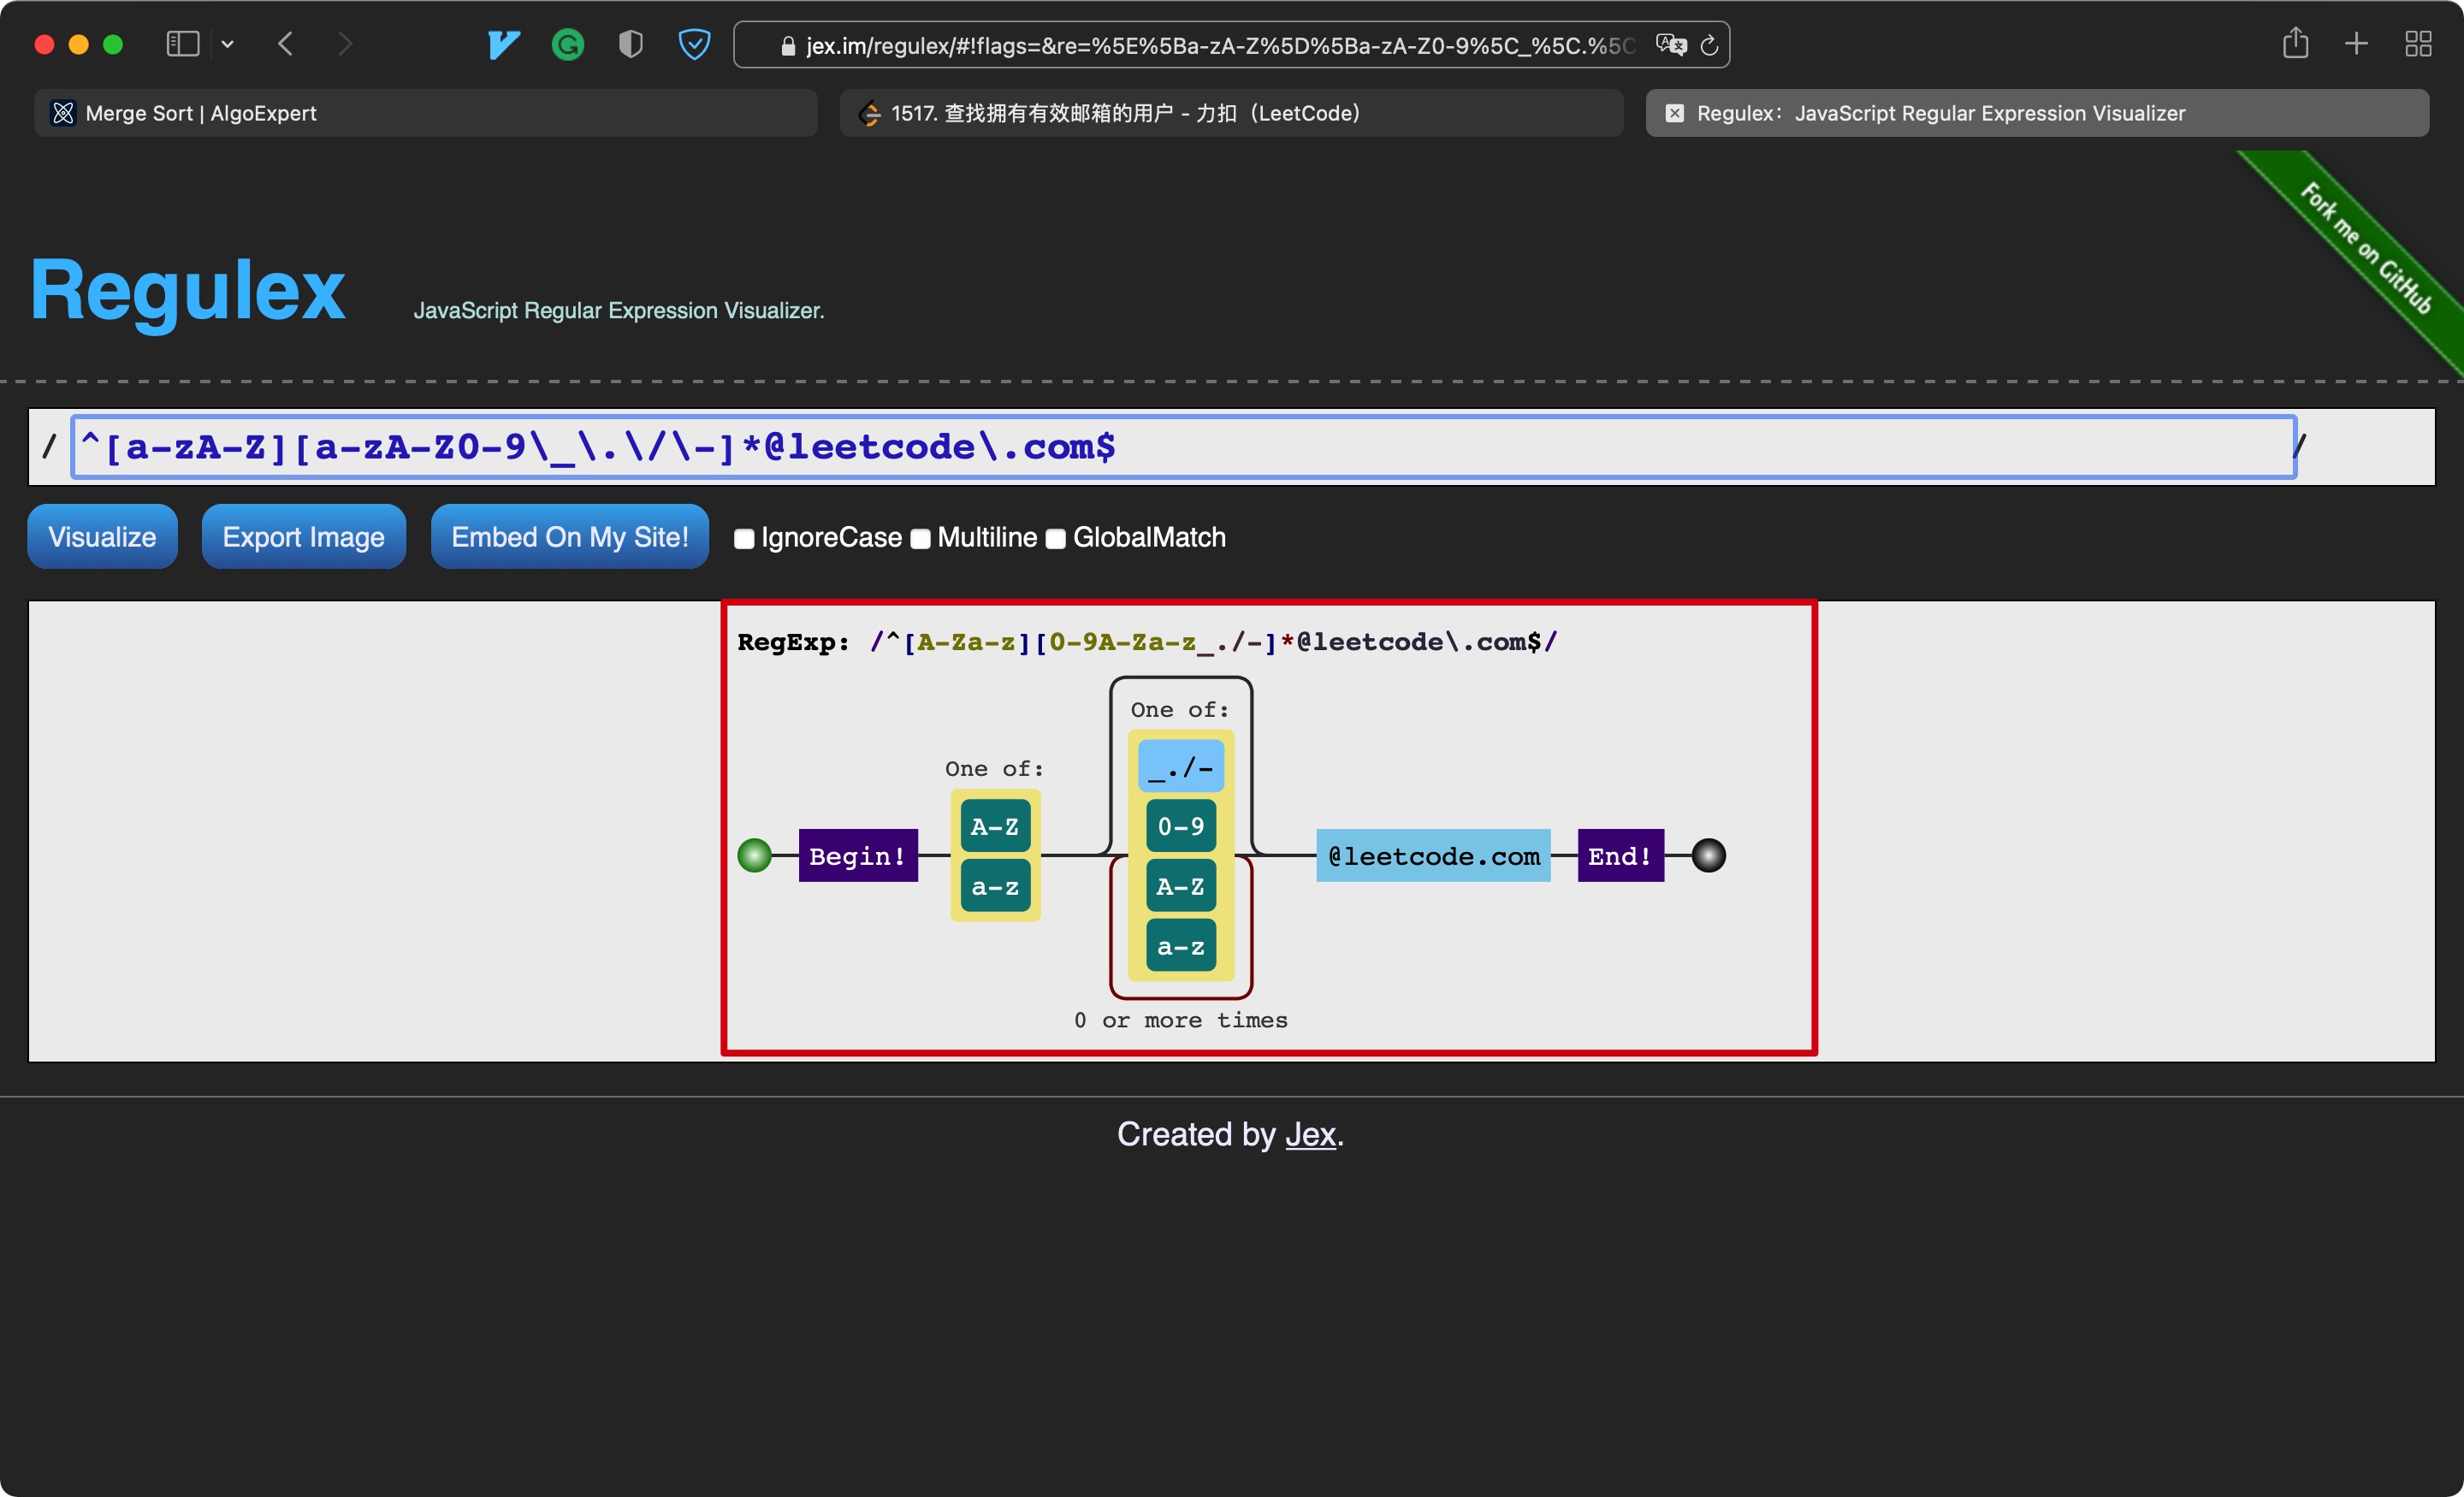 jex.im/regulex/#!flags=&re=%5E%5Ba-zA-Z%5D%5Ba-zA-Z0-9%5C_%5C.%5C
Merge Sort | AlgoExpert
1517. 查找拥有有效邮箱的用户 - 力扣（LeetCode）
Regulex：JavaScript Regular Expression Visualizer
Fork me on GitHub
Regulex
JavaScript Regular Expression Visualizer.
/ ^[a-zA-Z][a-zA-Z0-9\_\.\/\-]*@leetcode\.com$ /
Visualize
Export Image
Embed On My Site!
IgnoreCase
Multiline
GlobalMatch
RegExp: /^[A-Za-z][0-9A-Za-z_./-]*@leetcode\.com$/
One of:
One of:
_./-
A-Z
0-9
Begin!
@leetcode.com
End!
a-z
A-Z
a-z
0 or more times
Created by Jex.